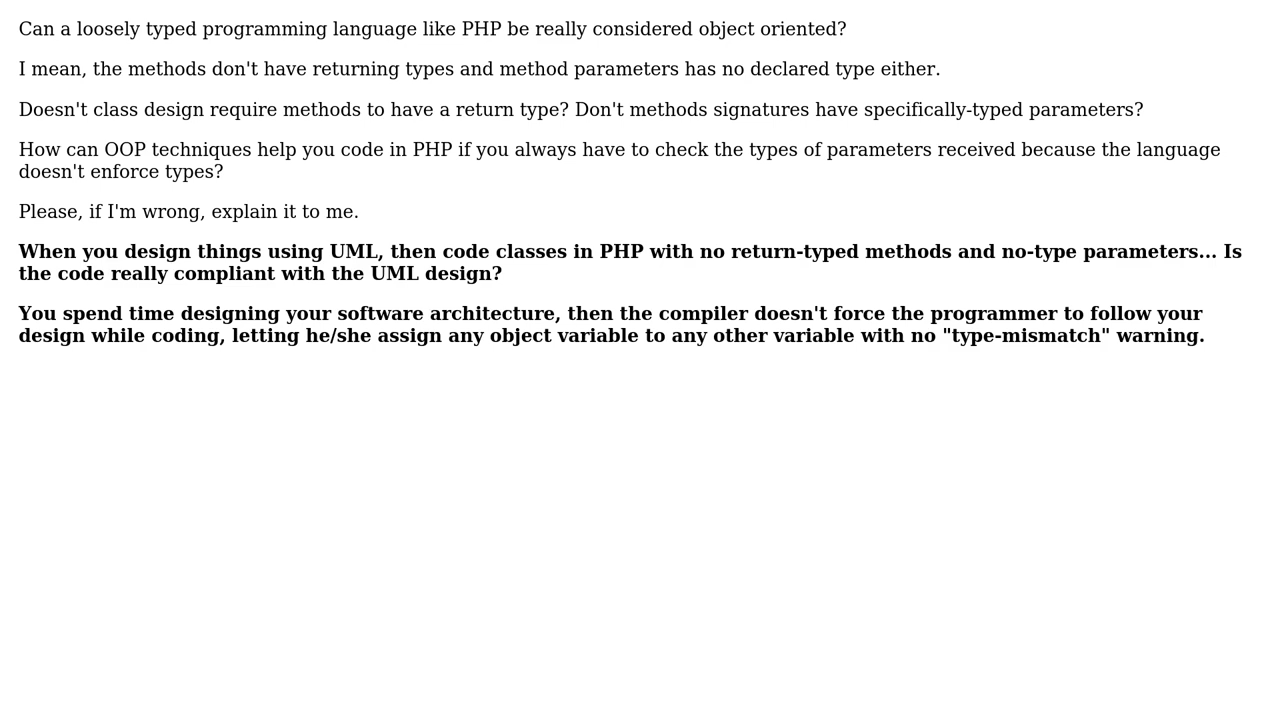 Can a loosely typed programming language like PHP be really considered object oriented?
I mean, the methods don't have returning types and method parameters has no declared type either.
Doesn't class design require methods to have a return type? Don't methods signatures have specifically-typed parameters?
How can OOP techniques help you code in PHP if you always have to check the types of parameters received because the language
doesn't enforce types?
Please, if I'm wrong, explain it to me.
When you design things using UML, then code classes in PHP with no return-typed methods and no-type parameters... Is
the code really compliant with the UML design?
You spend time designing your software architecture, then the compiler doesn't force the programmer to follow your
design while coding, letting he/she assign any object variable to any other variable with no "type-mismatch" warning.